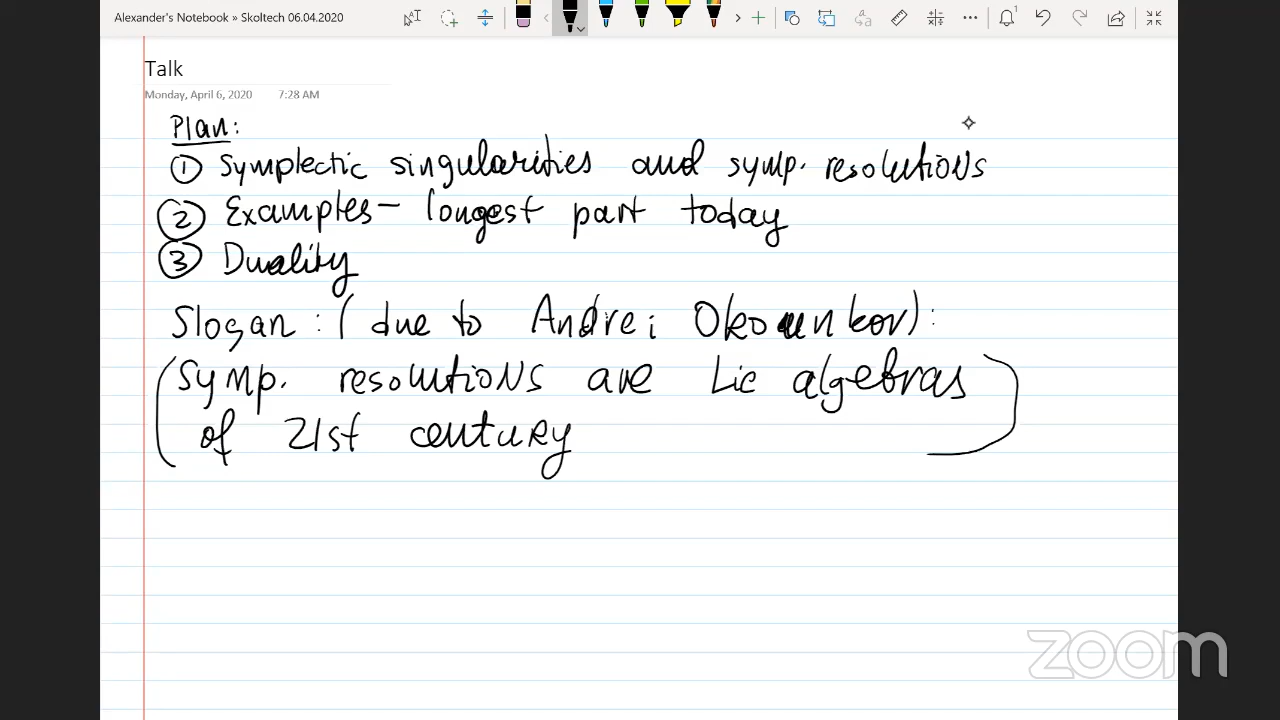 Alexander's Notebook » Skoltech 06.04.2020
Talk
Monday, April 6, 2020 7:28 AM
Plan:
① Symplectic singularities and symp. resolutions
② Examples – longest part today
③ Duality
Slogan: (due to Andrei Okounkov):
Symp. resolutions are Lie algebras
of 21st century
zoom